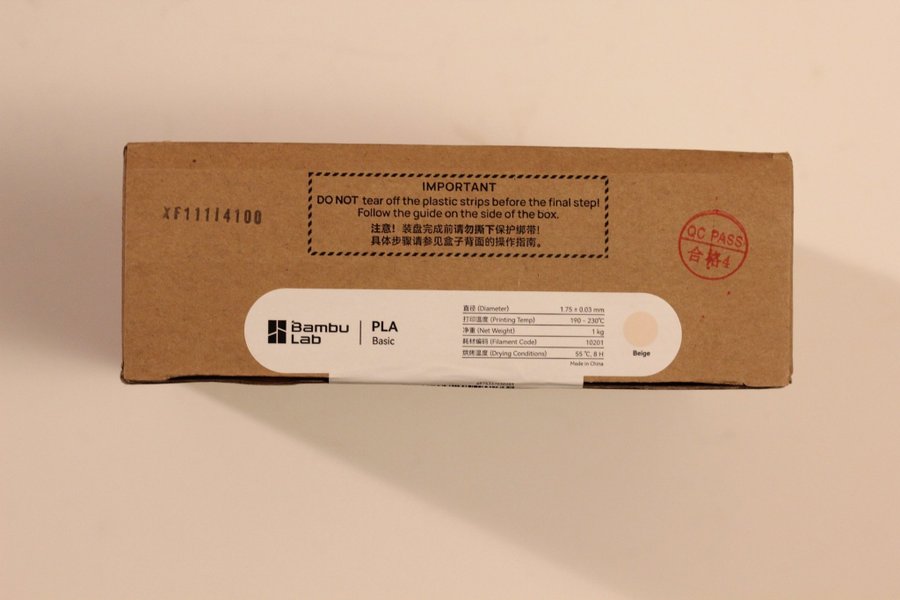 IMPORTANT
DO NOT tear off the plastic strips before the final step!
Follow the guide on the side of the box.
注意! 装盘完成前请勿撕下保护绑带!
具体步骤请参见盒子背面的操作指南。
XF11114100
QC PASS
合格4
Bambu
Lab
PLA
Basic
直径 (Diameter) 1.75 ± 0.03 mm
打印温度 (Printing Temp) 190 - 230℃
净重 (Net Weight) 1 kg
耗材编码 (Filament Code) 10201
烘烤温度 (Drying Conditions) 55 ℃, 8 H
Made in China
Beige